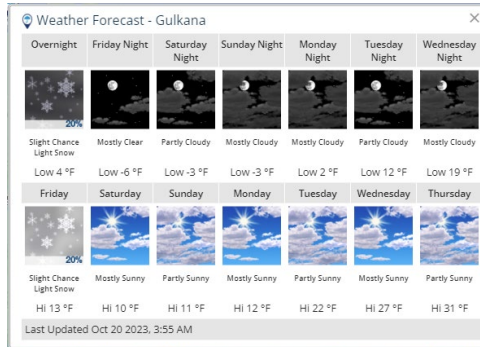 Weather Forecast - Gulkana
Overnight Friday Night Saturday Night Sunday Night Monday Night Tuesday Night Wednesday Night
20%
Slight Chance Light Snow Mostly Clear Partly Cloudy Mostly Cloudy Mostly Cloudy Partly Cloudy Mostly Cloudy
Low 4 °F Low -6 °F Low -3 °F Low -3 °F Low 2 °F Low 12 °F Low 19 °F
Friday Saturday Sunday Monday Tuesday Wednesday Thursday
20%
Slight Chance Light Snow Mostly Sunny Partly Sunny Mostly Sunny Partly Sunny Mostly Sunny Partly Sunny
Hi 13 °F Hi 10 °F Hi 11 °F Hi 12 °F Hi 22 °F Hi 27 °F Hi 31 °F
Last Updated Oct 20 2023, 3:55 AM